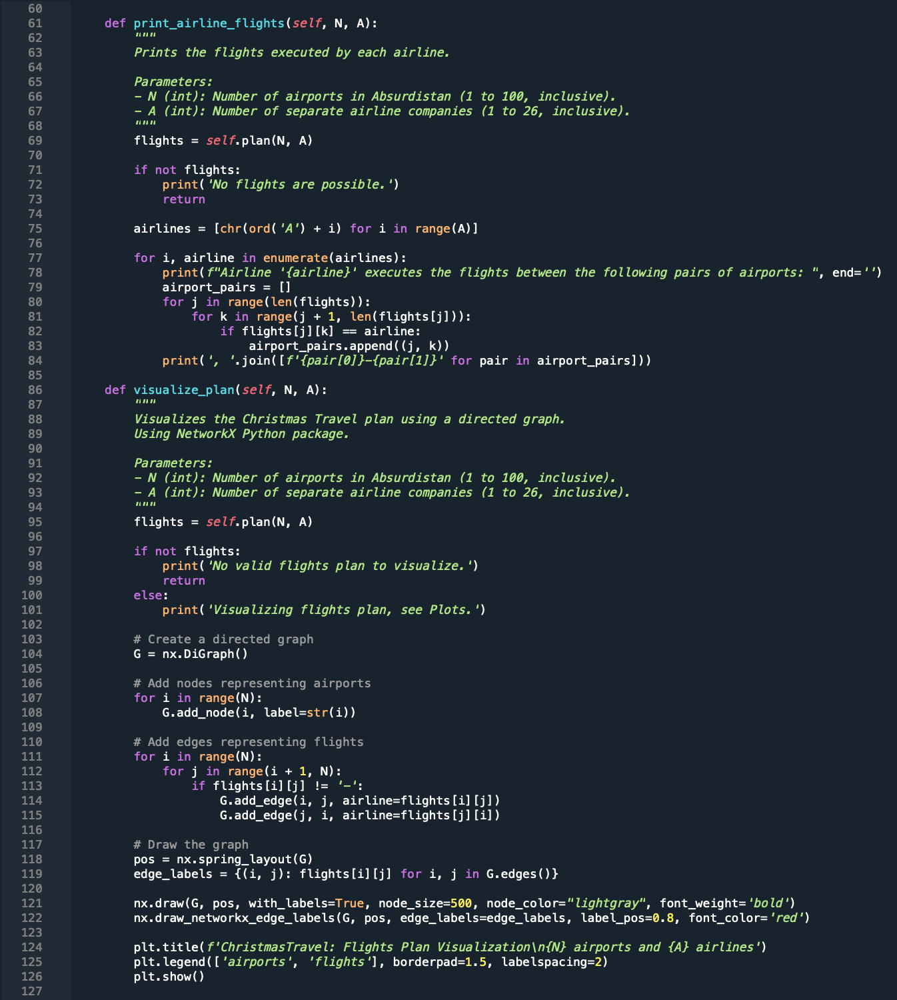 60
61 def print_airline_flights(self, N, A):
62 """
63 Prints the flights executed by each airline.
64
65 Parameters:
66 - N (int): Number of airports in Absurdistan (1 to 100, inclusive).
67 - A (int): Number of separate airline companies (1 to 26, inclusive).
68 """
69 flights = self.plan(N, A)
70
71 if not flights:
72 print('No flights are possible.')
73 return
74
75 airlines = [chr(ord('A') + i) for i in range(A)]
76
77 for i, airline in enumerate(airlines):
78 print(f"Airline '{airline}' executes the flights between the following pairs of airports: ", end='')
79 airport_pairs = []
80 for j in range(len(flights)):
81 for k in range(j + 1, len(flights[j])):
82 if flights[j][k] == airline:
83 airport_pairs.append((j, k))
84 print(', '.join([f'{pair[0]}-{pair[1]}' for pair in airport_pairs]))
85
86 def visualize_plan(self, N, A):
87 """
88 Visualizes the Christmas Travel plan using a directed graph.
89 Using NetworkX Python package.
90
91 Parameters:
92 - N (int): Number of airports in Absurdistan (1 to 100, inclusive).
93 - A (int): Number of separate airline companies (1 to 26, inclusive).
94 """
95 flights = self.plan(N, A)
96
97 if not flights:
98 print('No valid flights plan to visualize.')
99 return
100 else:
101 print('Visualizing flights plan, see Plots.')
102
103 # Create a directed graph
104 G = nx.DiGraph()
105
106 # Add nodes representing airports
107 for i in range(N):
108 G.add_node(i, label=str(i))
109
110 # Add edges representing flights
111 for i in range(N):
112 for j in range(i + 1, N):
113 if flights[i][j] != '-':
114 G.add_edge(i, j, airline=flights[i][j])
115 G.add_edge(j, i, airline=flights[j][i])
116
117 # Draw the graph
118 pos = nx.spring_layout(G)
119 edge_labels = {(i, j): flights[i][j] for i, j in G.edges()}
120
121 nx.draw(G, pos, with_labels=True, node_size=500, node_color="lightgray", font_weight='bold')
122 nx.draw_networkx_edge_labels(G, pos, edge_labels=edge_labels, label_pos=0.8, font_color='red')
123
124 plt.title(f'ChristmasTravel: Flights Plan Visualization\n{N} airports and {A} airlines')
125 plt.legend(['airports', 'flights'], borderpad=1.5, labelspacing=2)
126 plt.show()
127